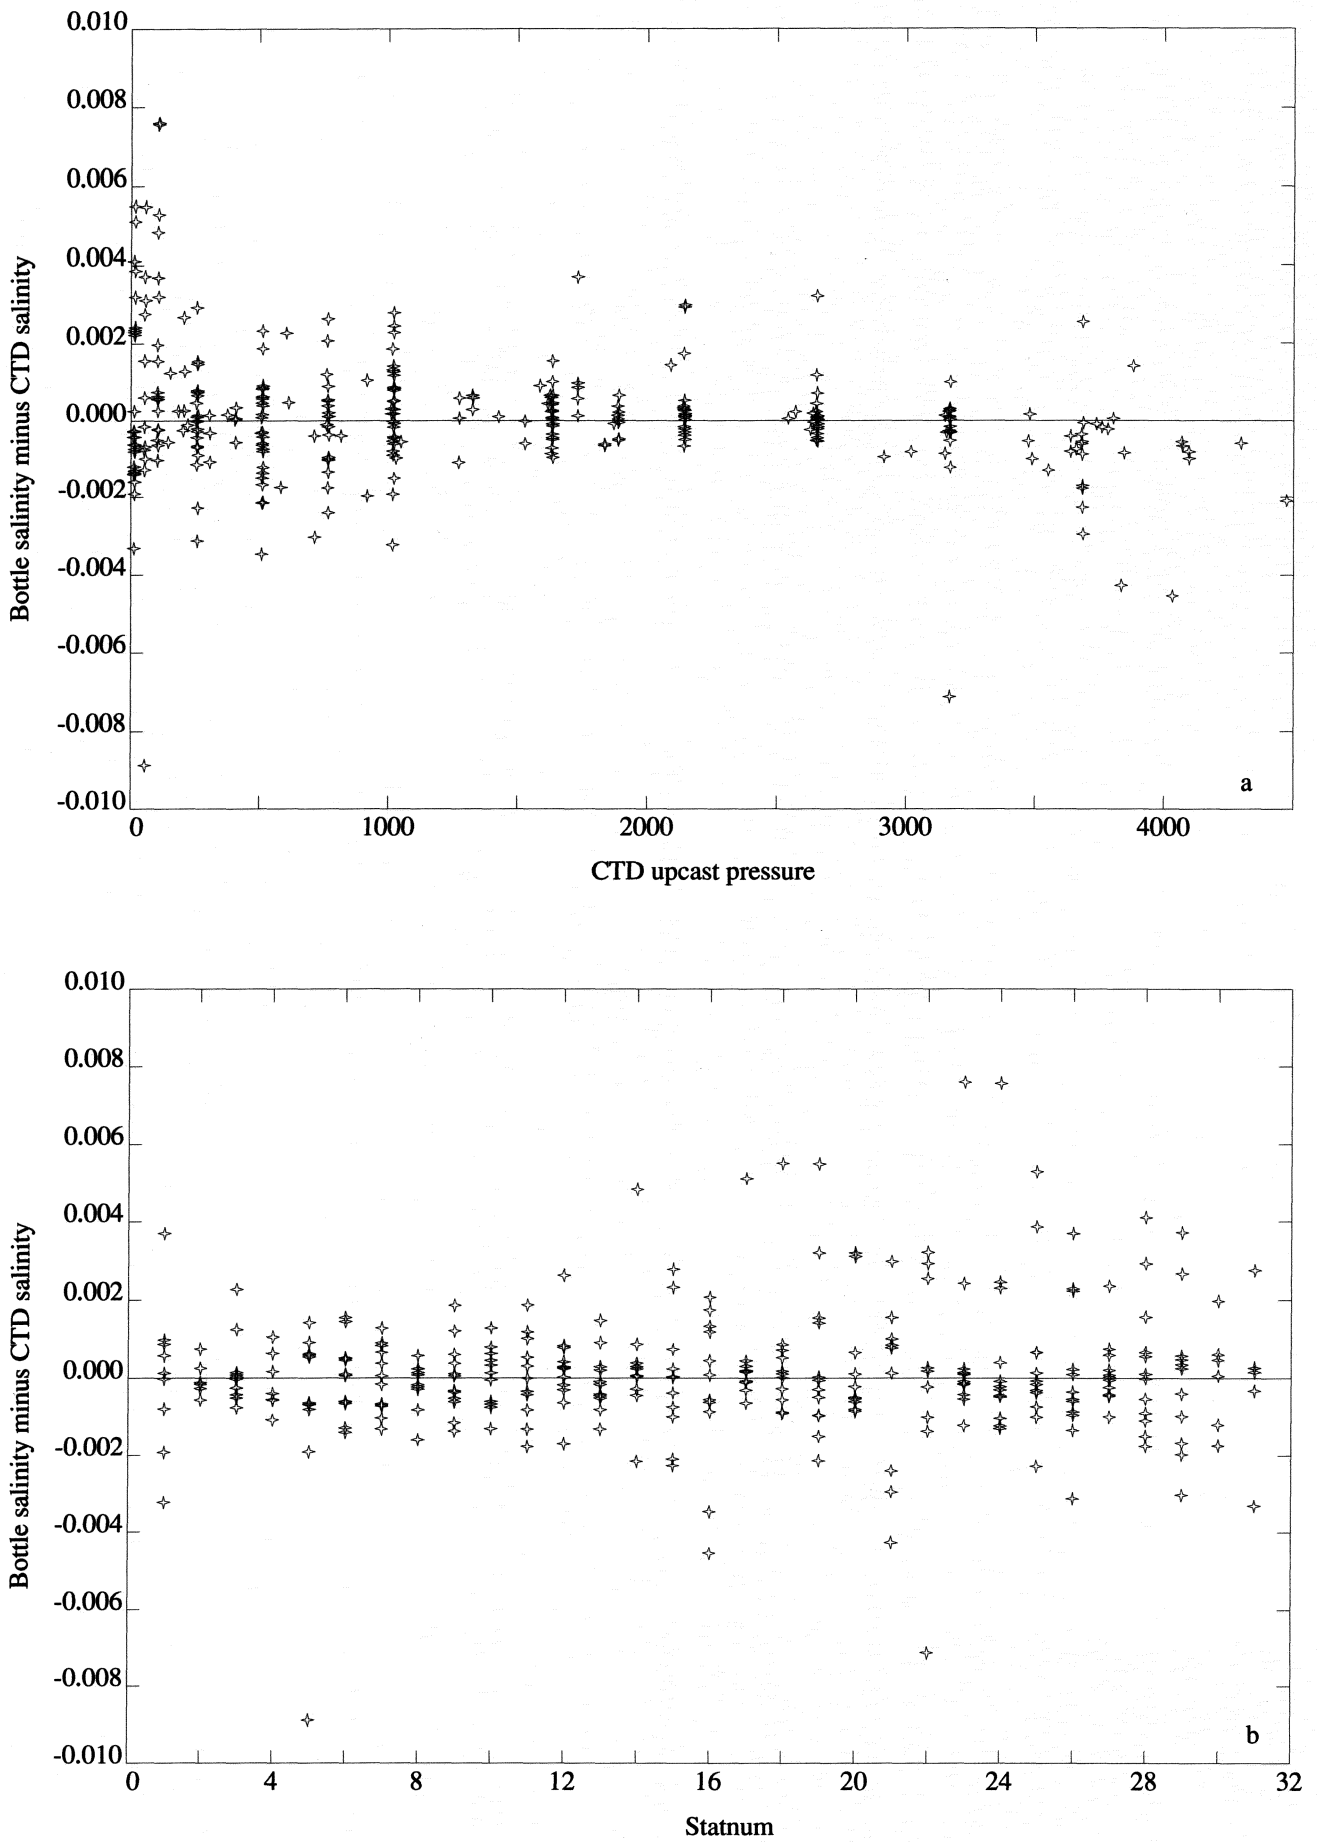 0.010
0.008
0.006
0.004
0.002
0.000
-0.002
-0.004
-0.006
-0.008
-0.010
Bottle salinity minus CTD salinity
a
0 1000 2000 3000 4000
CTD upcast pressure
0.010
0.008
0.006
0.004
0.002
0.000
-0.002
-0.004
-0.006
-0.008
-0.010
Bottle salinity minus CTD salinity
b
0 4 8 12 16 20 24 28 32
Statnum